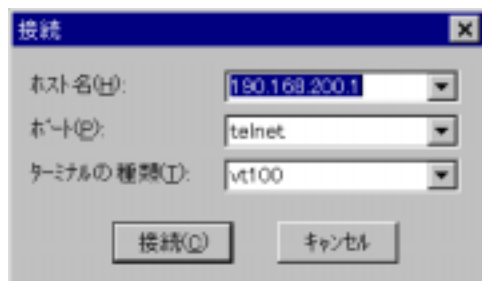 接続
ホスト名(H): 190.168.200.1
ポート(P): telnet
ターミナルの種類(T): vt100
接続(C) キャンセル